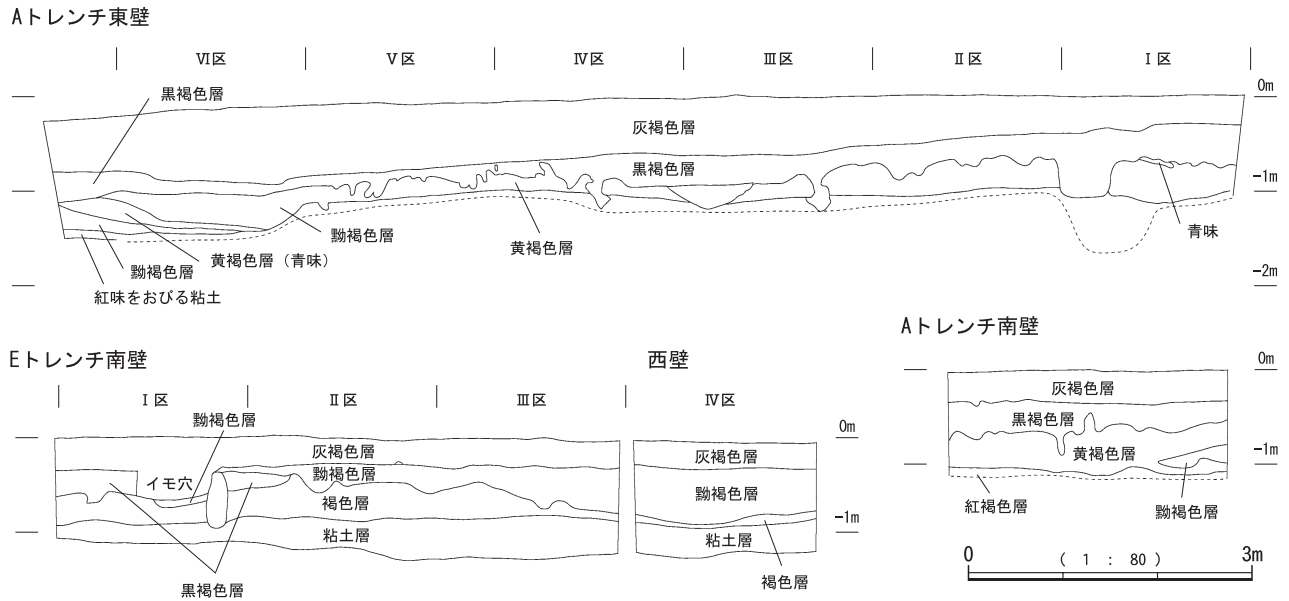 Aトレンチ東壁
Ⅵ区 Ⅴ区 Ⅳ区 Ⅲ区 Ⅱ区 Ⅰ区
0m
黒褐色層
灰褐色層
黒褐色層
-1m
黝褐色層
黄褐色層
青味
黄褐色層（青味）
黝褐色層
-2m
紅味をおびる粘土
Eトレンチ南壁
西壁
Ⅰ区 Ⅱ区 Ⅲ区 Ⅳ区
黝褐色層
0m
灰褐色層
灰褐色層
黝褐色層
イモ穴
黝褐色層
褐色層
-1m
粘土層
粘土層
褐色層
黒褐色層
Aトレンチ南壁
0m
灰褐色層
黒褐色層
黄褐色層
-1m
紅褐色層
黝褐色層
0 （ 1 : 80 ） 3m